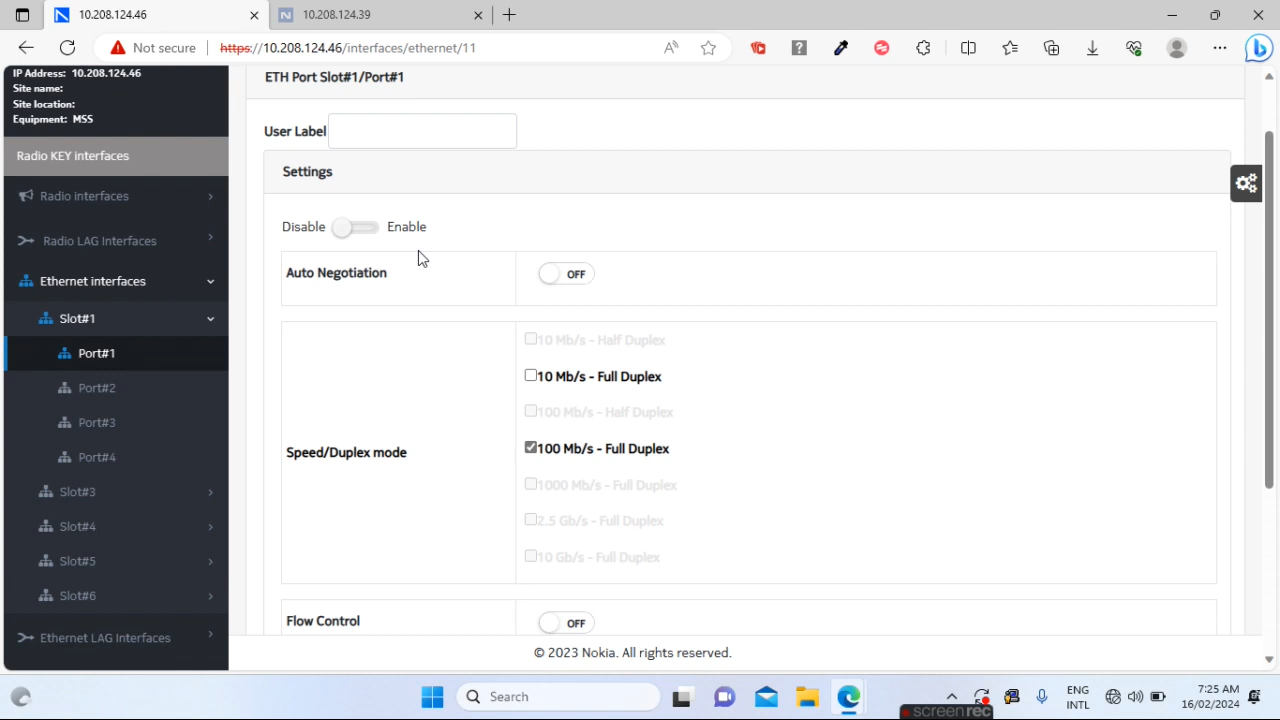 10.208.124.46
10.208.124.39
Not secure
https://10.208.124.46/interfaces/ethernet/11
IP Address: 10.208.124.46
Site name:
Site location:
Equipment: MSS
Radio KEY interfaces
Radio interfaces
Radio LAG Interfaces
Ethernet interfaces
Slot#1
Port#1
Port#2
Port#3
Port#4
Slot#3
Slot#4
Slot#5
Slot#6
Ethernet LAG Interfaces
ETH Port Slot#1/Port#1
User Label
Settings
Disable Enable
Auto Negotiation OFF
Speed/Duplex mode
10 Mb/s - Half Duplex
10 Mb/s - Full Duplex
100 Mb/s - Half Duplex
100 Mb/s - Full Duplex
1000 Mb/s - Full Duplex
2.5 Gb/s - Full Duplex
10 Gb/s - Full Duplex
Flow Control OFF
© 2023 Nokia. All rights reserved.
Search
ENG
INTL
7:25 AM
16/02/2024
screenrec